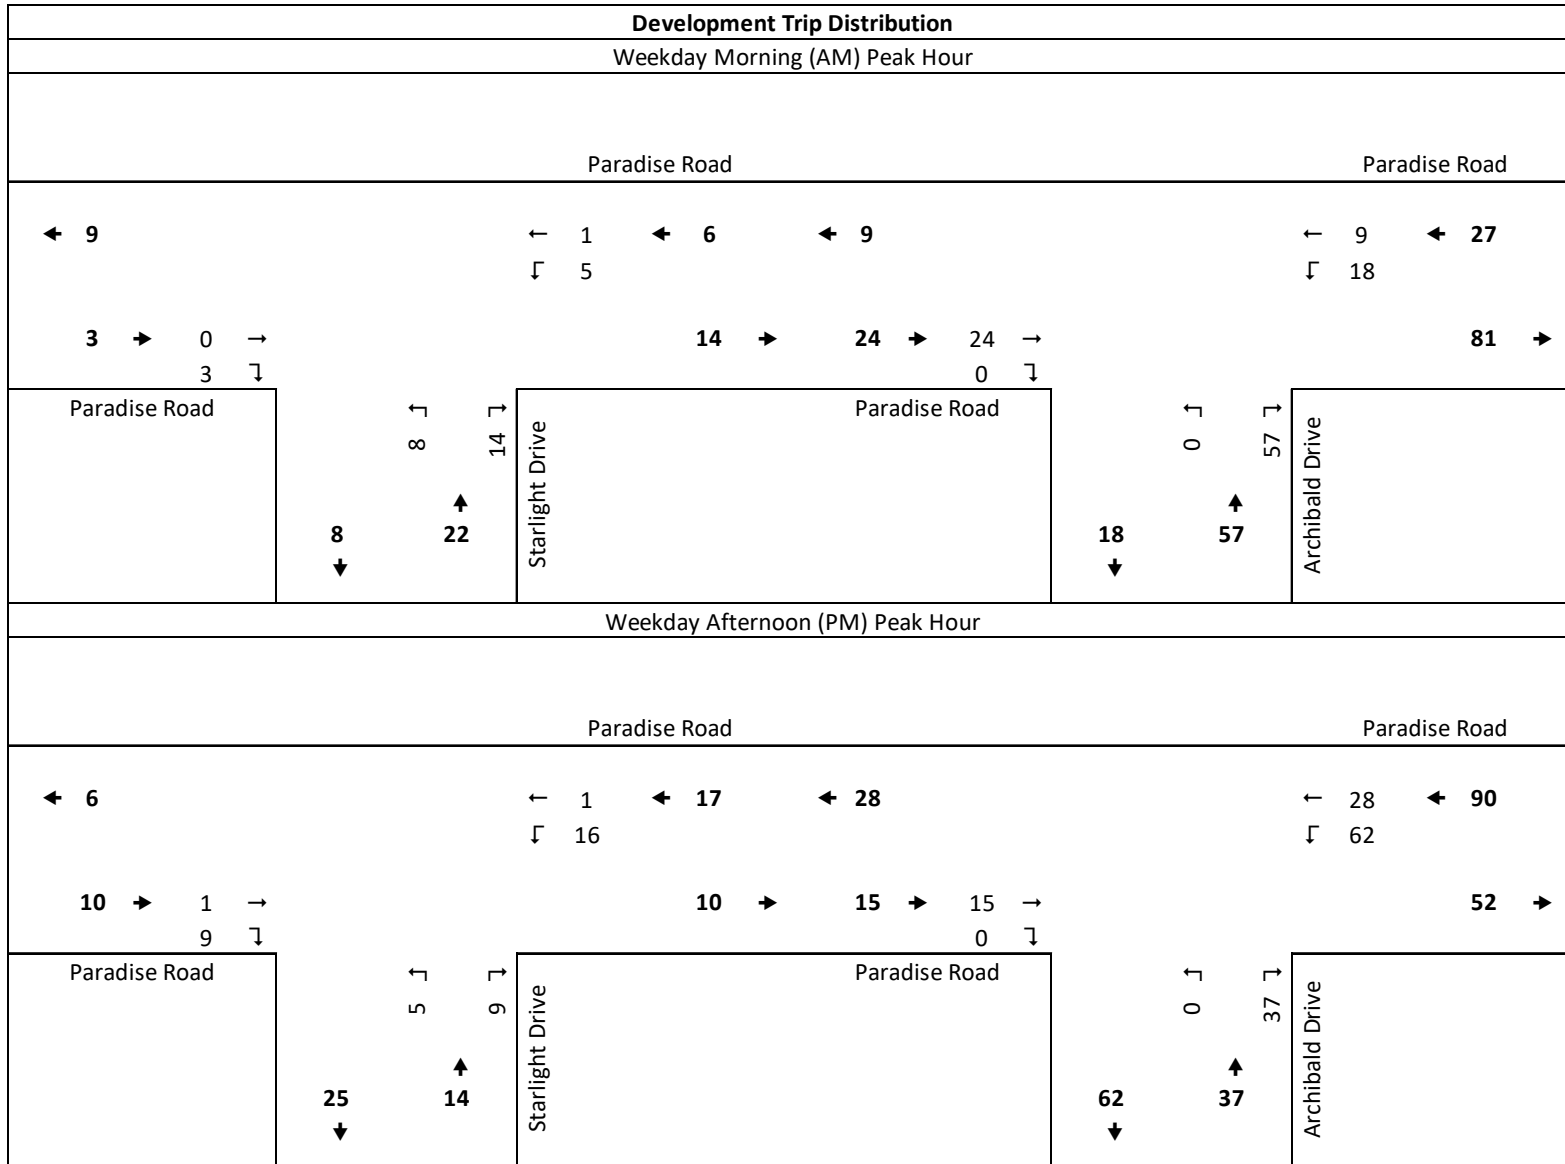 Development Trip Distribution
Weekday Morning (AM) Peak Hour
Paradise Road Paradise Road
← 9 ← 1 ← 6 ← 9 ← 9 ← 27
↲ 5 ↲ 18
3 → 0 → 14 → 24 → 24 → 81 →
3 ↴ 0 ↴
Paradise Road ↰ ↱ Paradise Road ↰ ↱
8 14 Starlight Drive 0 57 Archibald Drive
↑ ↑
8 22 18 57
↓ ↓
Weekday Afternoon (PM) Peak Hour
Paradise Road Paradise Road
← 6 ← 1 ← 17 ← 28 ← 28 ← 90
↲ 16 ↲ 62
10 → 1 → 10 → 15 → 15 → 52 →
9 ↴ 0 ↴
Paradise Road ↰ ↱ Paradise Road ↰ ↱
5 9 Starlight Drive 0 37 Archibald Drive
↑ ↑
25 14 62 37
↓ ↓